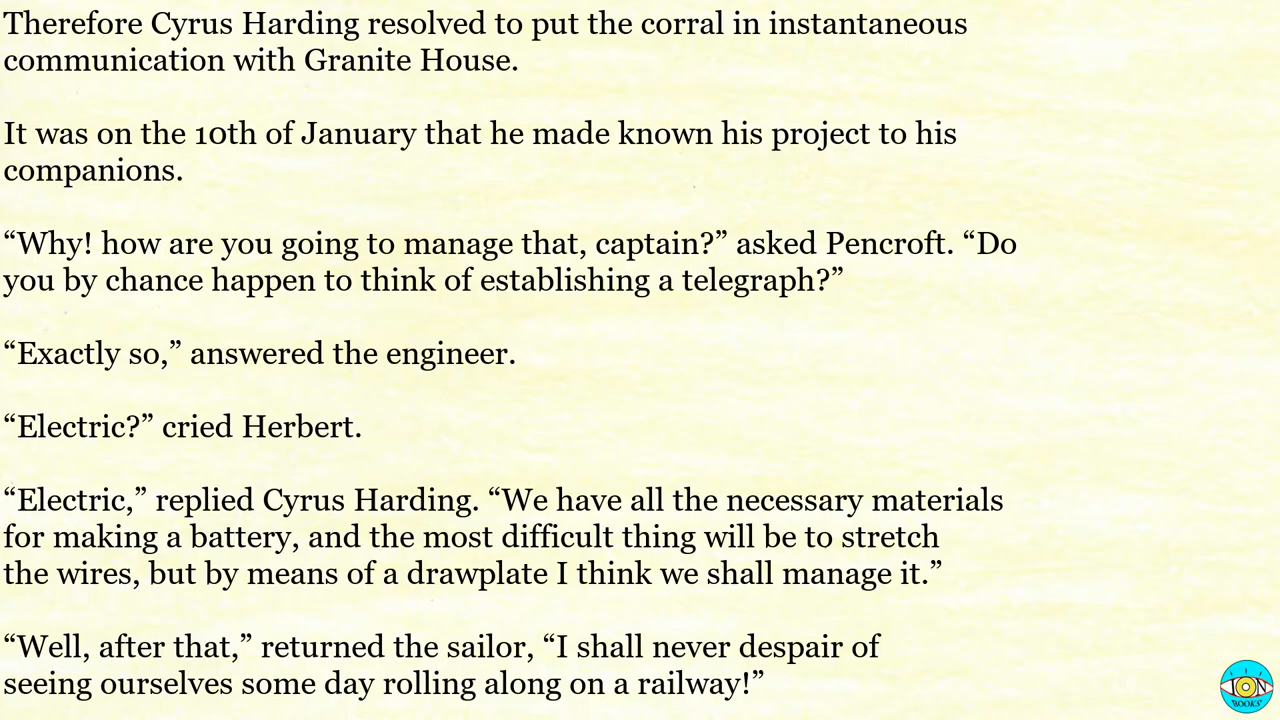 Therefore Cyrus Harding resolved to put the corral in instantaneous
communication with Granite House.
It was on the 10th of January that he made known his project to his
companions.
“Why! how are you going to manage that, captain?” asked Pencroft. “Do
you by chance happen to think of establishing a telegraph?”
“Exactly so,” answered the engineer.
“Electric?” cried Herbert.
“Electric,” replied Cyrus Harding. “We have all the necessary materials
for making a battery, and the most difficult thing will be to stretch
the wires, but by means of a drawplate I think we shall manage it.”
“Well, after that,” returned the sailor, “I shall never despair of
seeing ourselves some day rolling along on a railway!”
ION
BOOKS